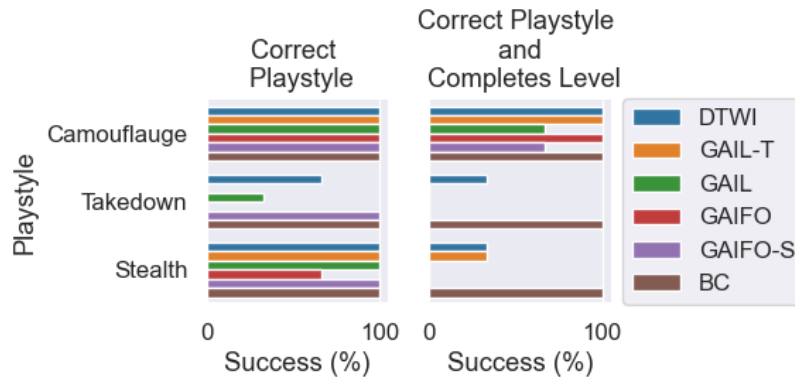 Correct
Playstyle
Correct Playstyle
and
Completes Level
Playstyle
Camouflauge
Takedown
Stealth
0
100
Success (%)
0
100
Success (%)
DTWI
GAIL-T
GAIL
GAIFO
GAIFO-S
BC